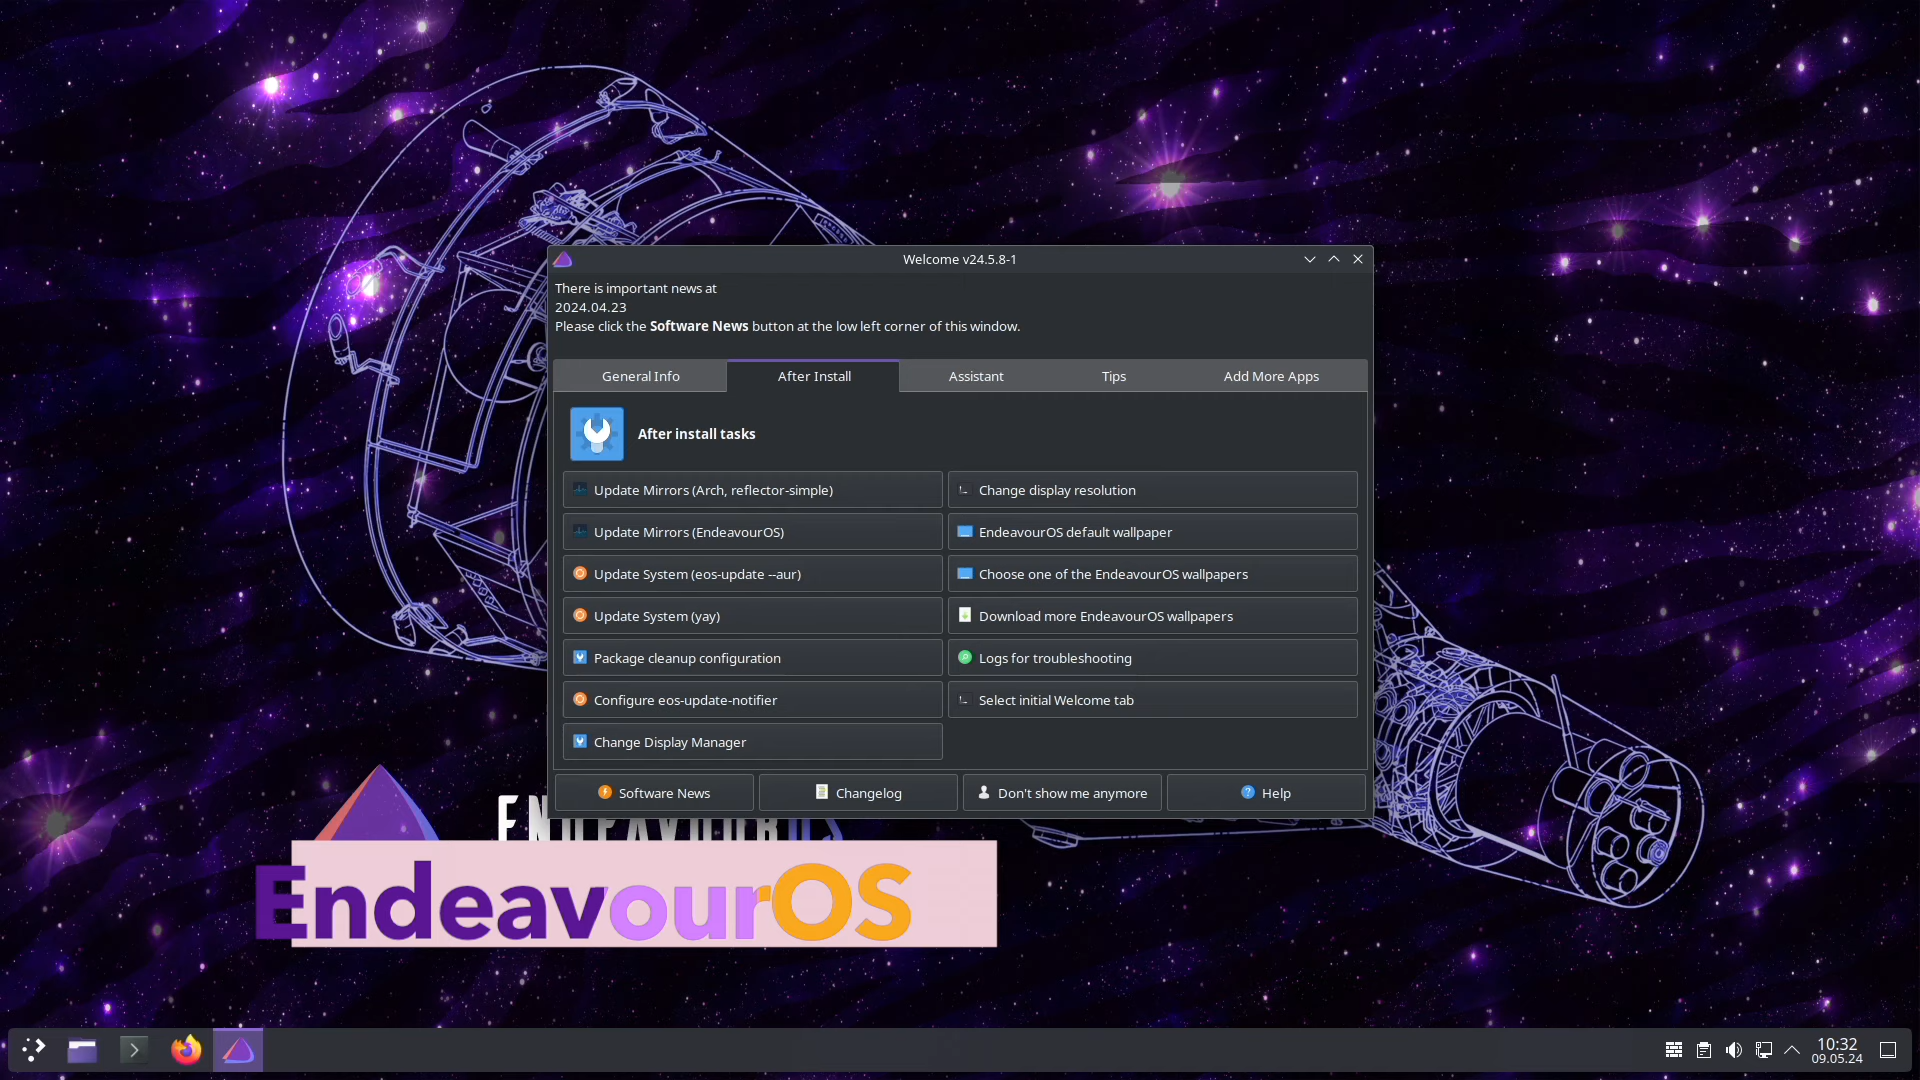 Welcome v24.5.8-1
There is important news at
2024.04.23
Please click the Software News button at the low left corner of this window.
General Info
After Install
Assistant
Tips
Add More Apps
After install tasks
Update Mirrors (Arch, reflector-simple)
Change display resolution
Update Mirrors (EndeavourOS)
EndeavourOS default wallpaper
Update System (eos-update --aur)
Choose one of the EndeavourOS wallpapers
Update System (yay)
Download more EndeavourOS wallpapers
Package cleanup configuration
Logs for troubleshooting
Configure eos-update-notifier
Select initial Welcome tab
Change Display Manager
Software News
Changelog
Don't show me anymore
Help
ENDEAVOUROS
EndeavourOS
10:32
09.05.24